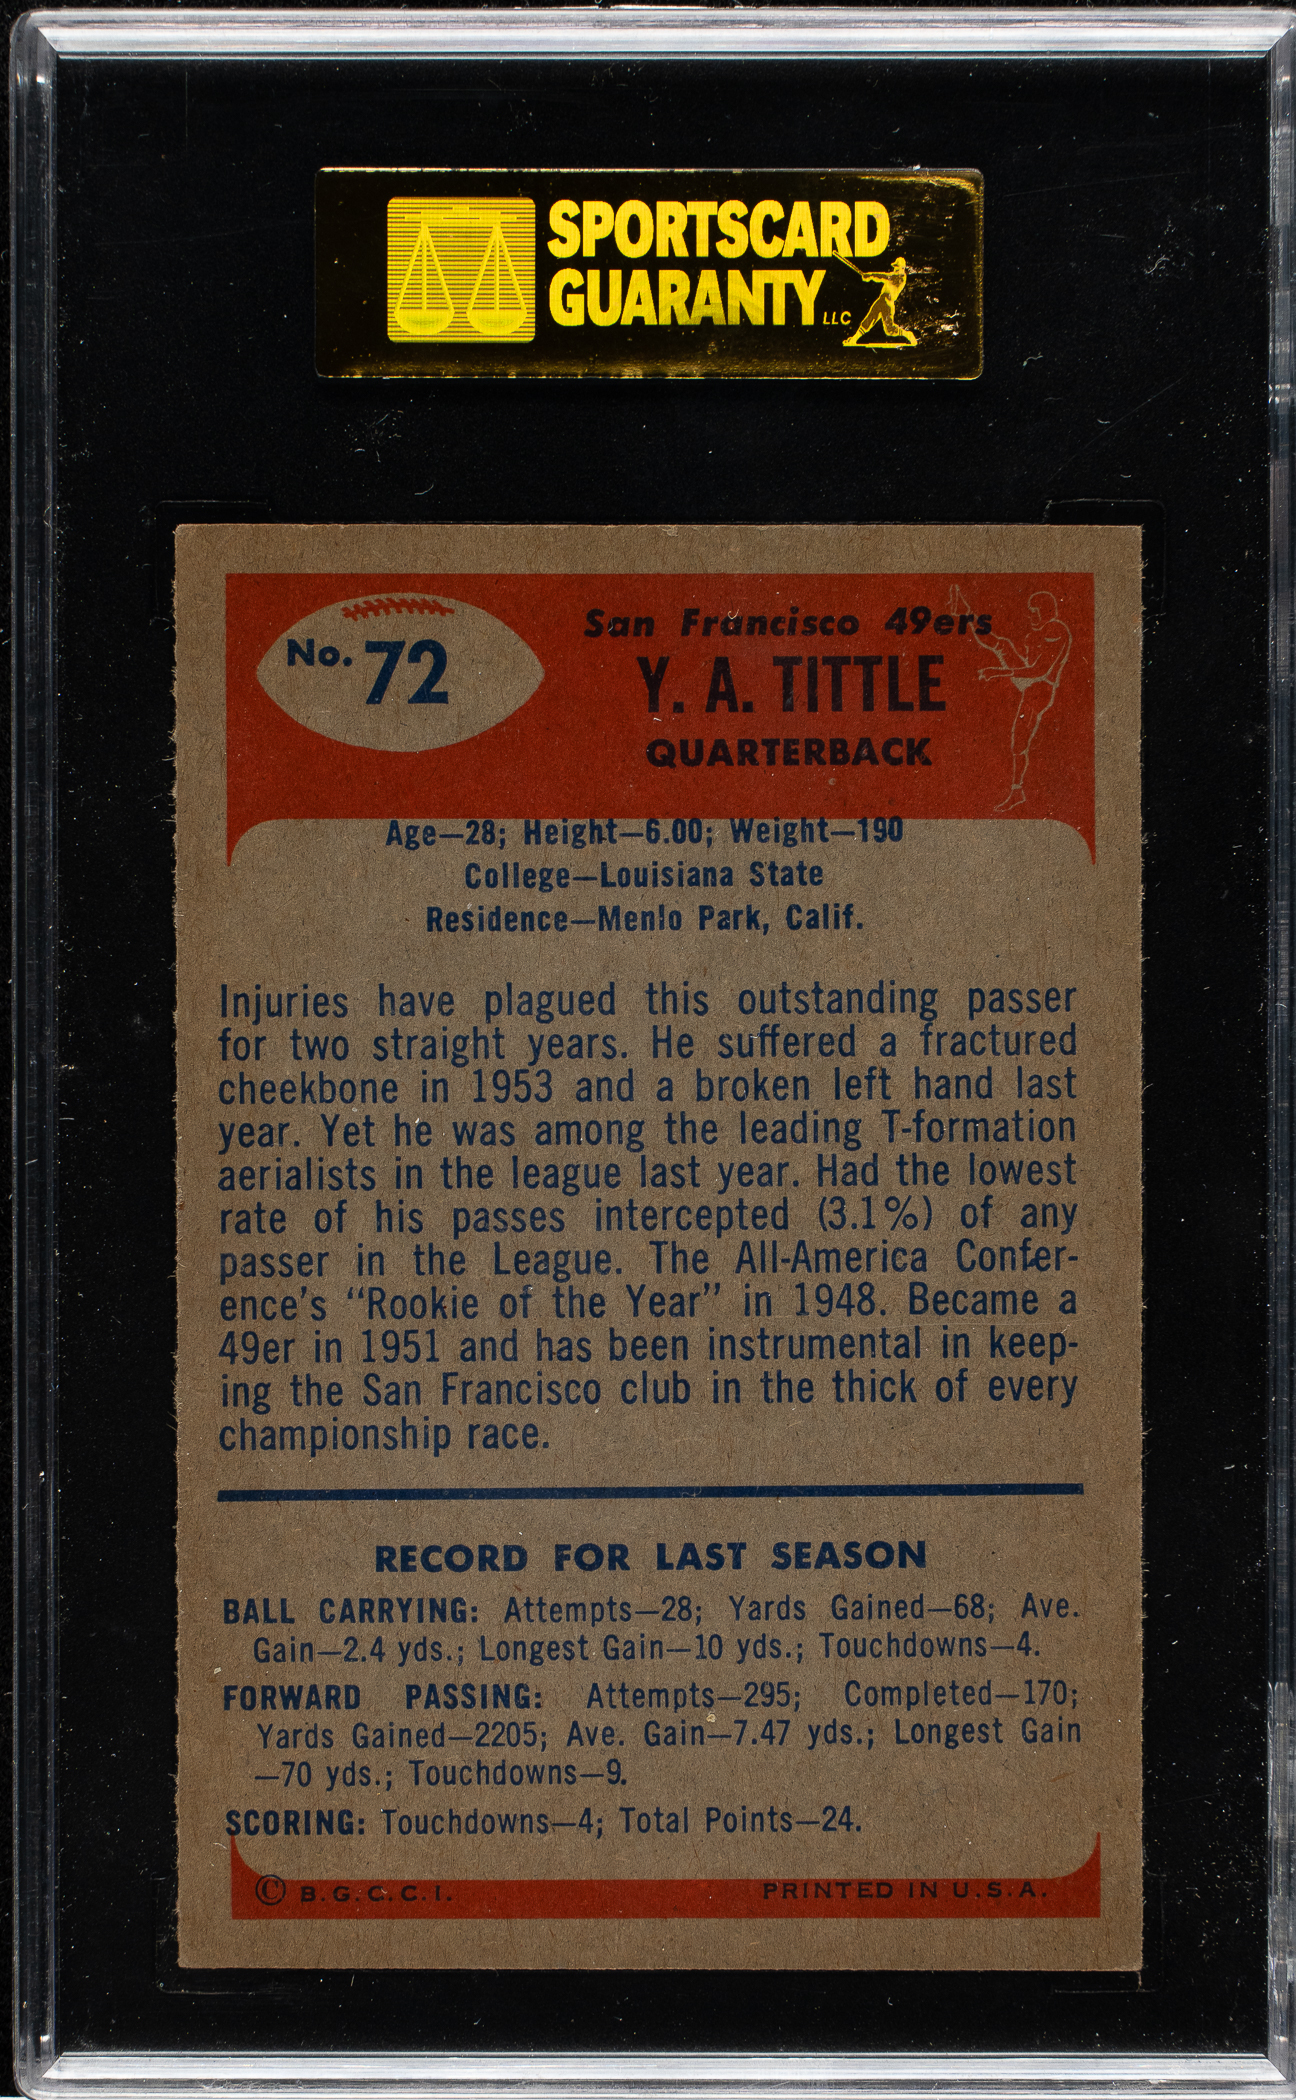 SPORTSCARD
GUARANTY LLC
No. 72
San Francisco 49ers
Y. A. TITTLE
QUARTERBACK
Age—28; Height—6.00; Weight—190
College—Louisiana State
Residence—Menlo Park, Calif.
Injuries have plagued this outstanding passer
for two straight years. He suffered a fractured
cheekbone in 1953 and a broken left hand last
year. Yet he was among the leading T-formation
aerialists in the league last year. Had the lowest
rate of his passes intercepted (3.1%) of any
passer in the League. The All-America Confer-
ence's “Rookie of the Year” in 1948. Became a
49er in 1951 and has been instrumental in keep-
ing the San Francisco club in the thick of every
championship race.
RECORD FOR LAST SEASON
BALL CARRYING: Attempts—28; Yards Gained—68; Ave.
Gain—2.4 yds.; Longest Gain—10 yds.; Touchdowns—4.
FORWARD PASSING: Attempts—295; Completed—170;
Yards Gained—2205; Ave. Gain—7.47 yds.; Longest Gain
—70 yds.; Touchdowns—9.
SCORING: Touchdowns—4; Total Points—24.
© B.G.C.C.I. PRINTED IN U.S.A.